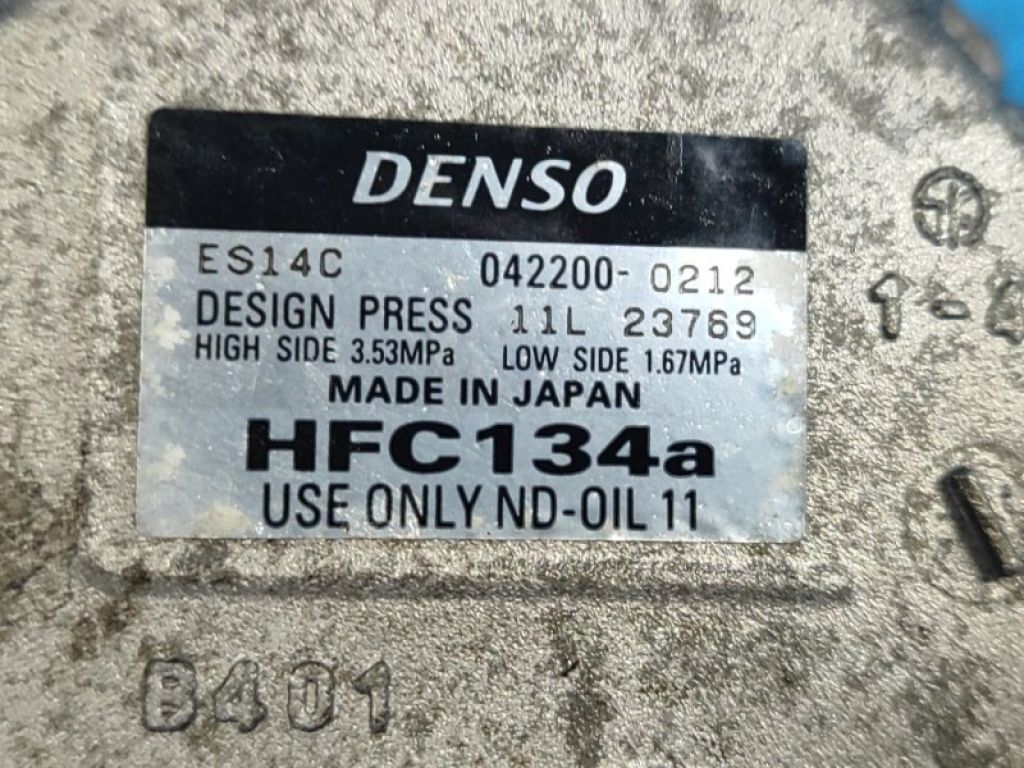 DENSO
ES14C 042200-0212
DESIGN PRESS 11L 23769
HIGH SIDE 3.53MPa LOW SIDE 1.67MPa
MADE IN JAPAN
HFC134a
USE ONLY ND-OIL 11
B401